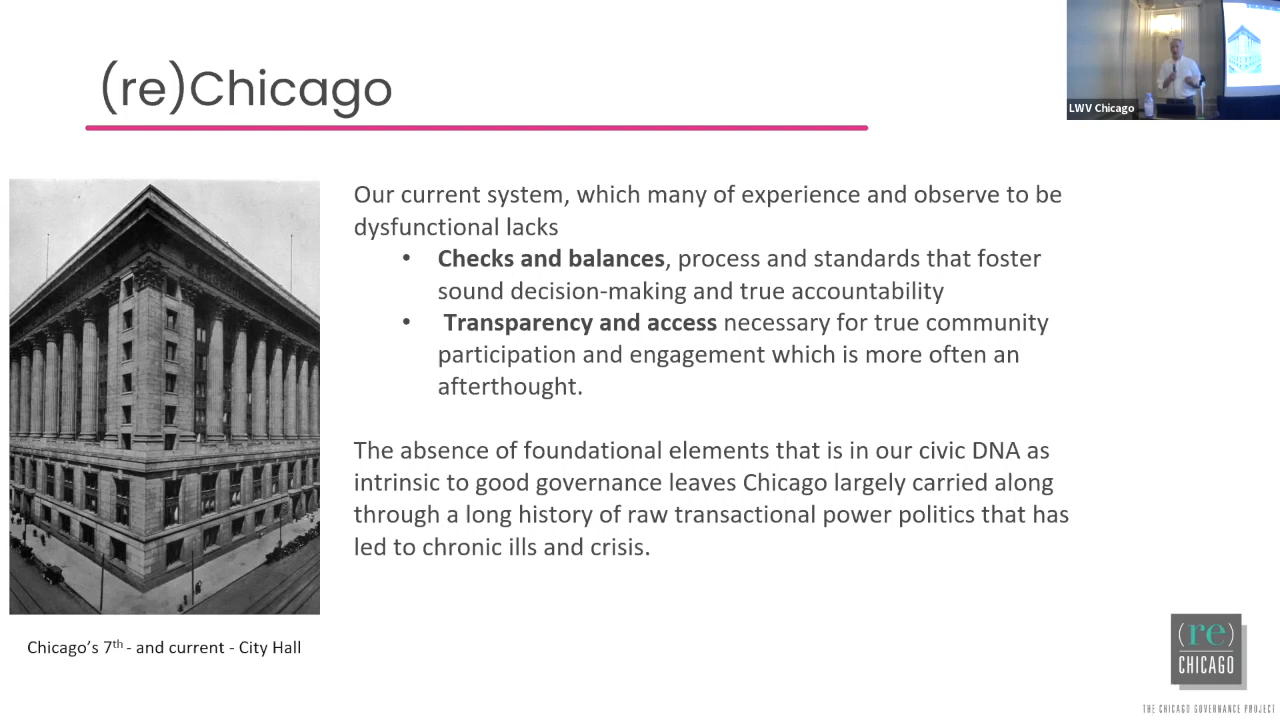 (re)Chicago
LWV Chicago
Our current system, which many of experience and observe to be
dysfunctional lacks
• Checks and balances, process and standards that foster
sound decision-making and true accountability
• Transparency and access necessary for true community
participation and engagement which is more often an
afterthought.
The absence of foundational elements that is in our civic DNA as
intrinsic to good governance leaves Chicago largely carried along
through a long history of raw transactional power politics that has
led to chronic ills and crisis.
Chicago's 7th - and current - City Hall
(re)
CHICAGO
THE CHICAGO GOVERNANCE PROJECT